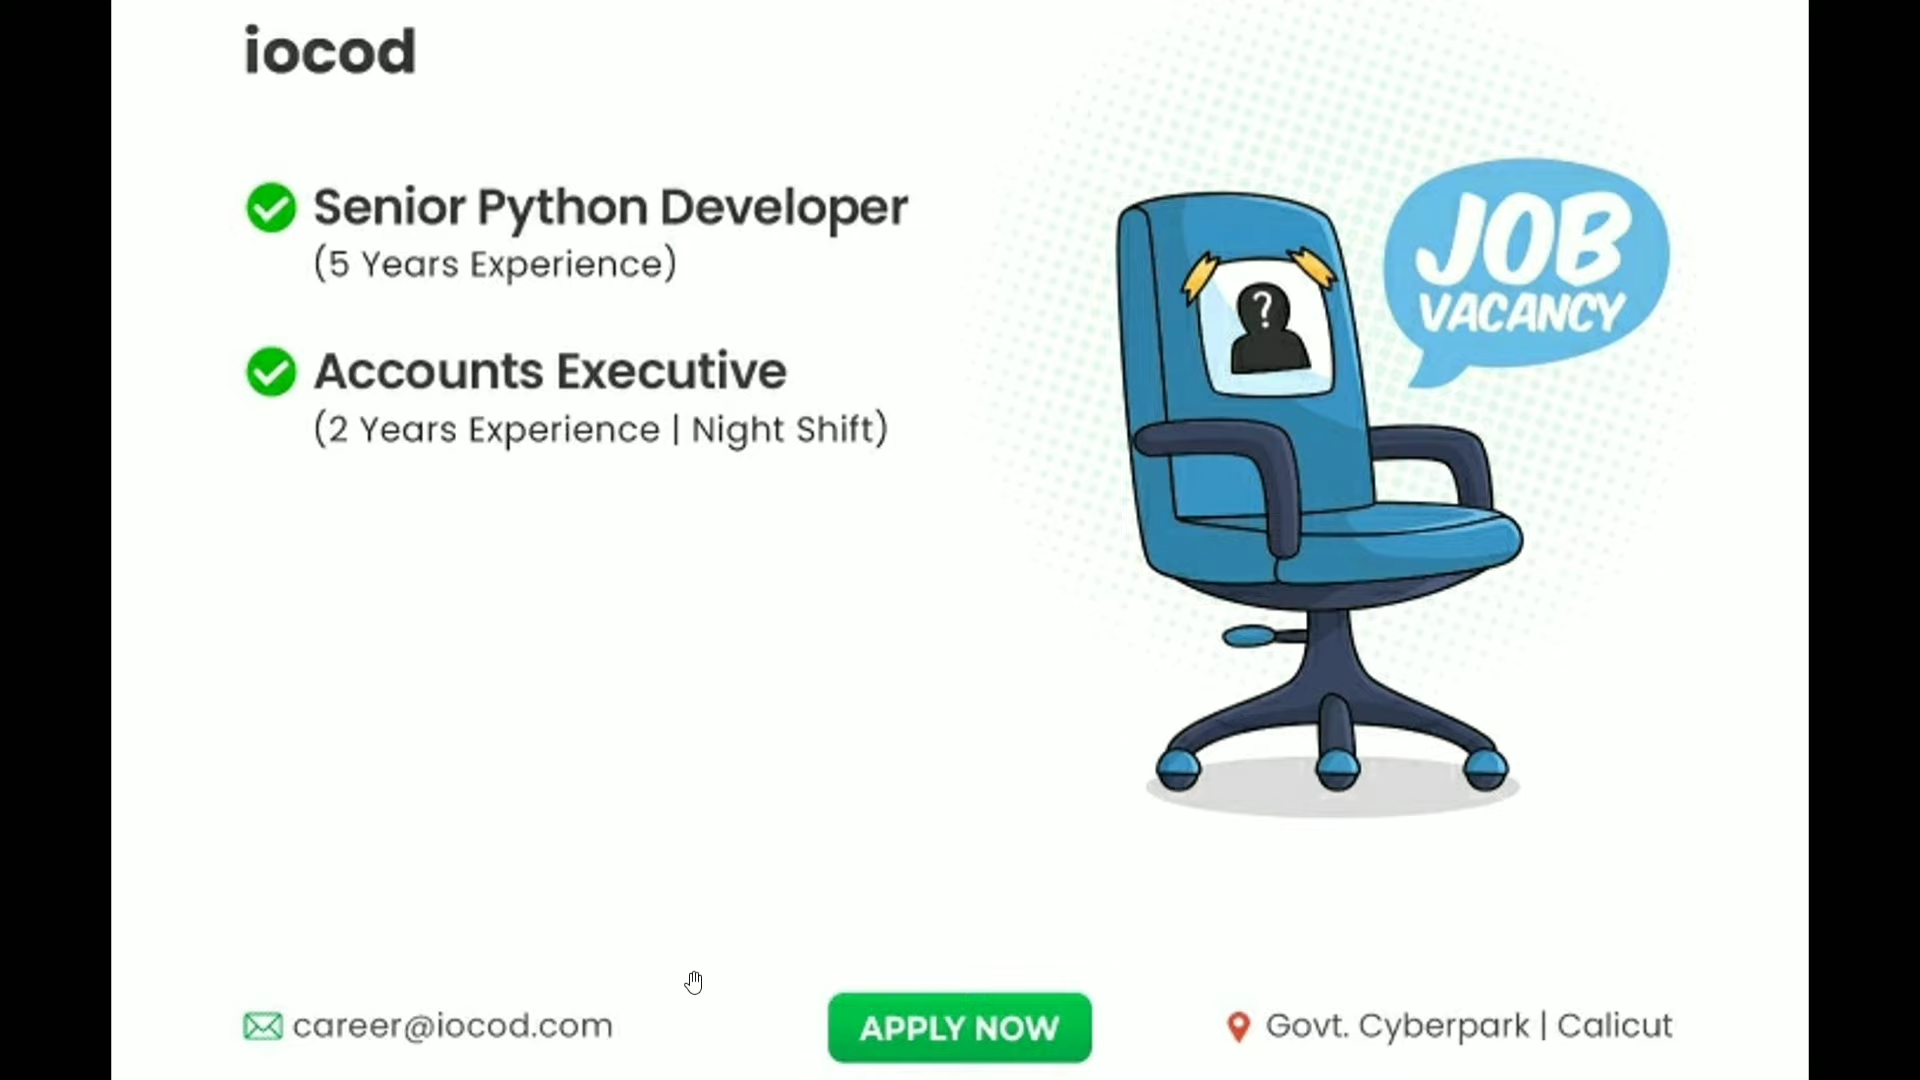 iocod
Senior Python Developer
(5 Years Experience)
Accounts Executive
(2 Years Experience | Night Shift)
JOB
VACANCY
?
career@iocod.com
APPLY NOW
Govt. Cyberpark | Calicut